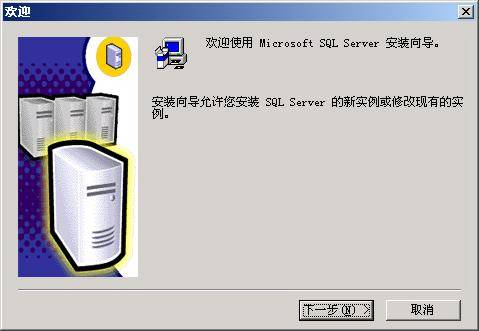 欢迎
欢迎使用 Microsoft SQL Server 安装向导。
安装向导允许您安装 SQL Server 的新实例或修改现有的实
例。
下一步(N) > 取消